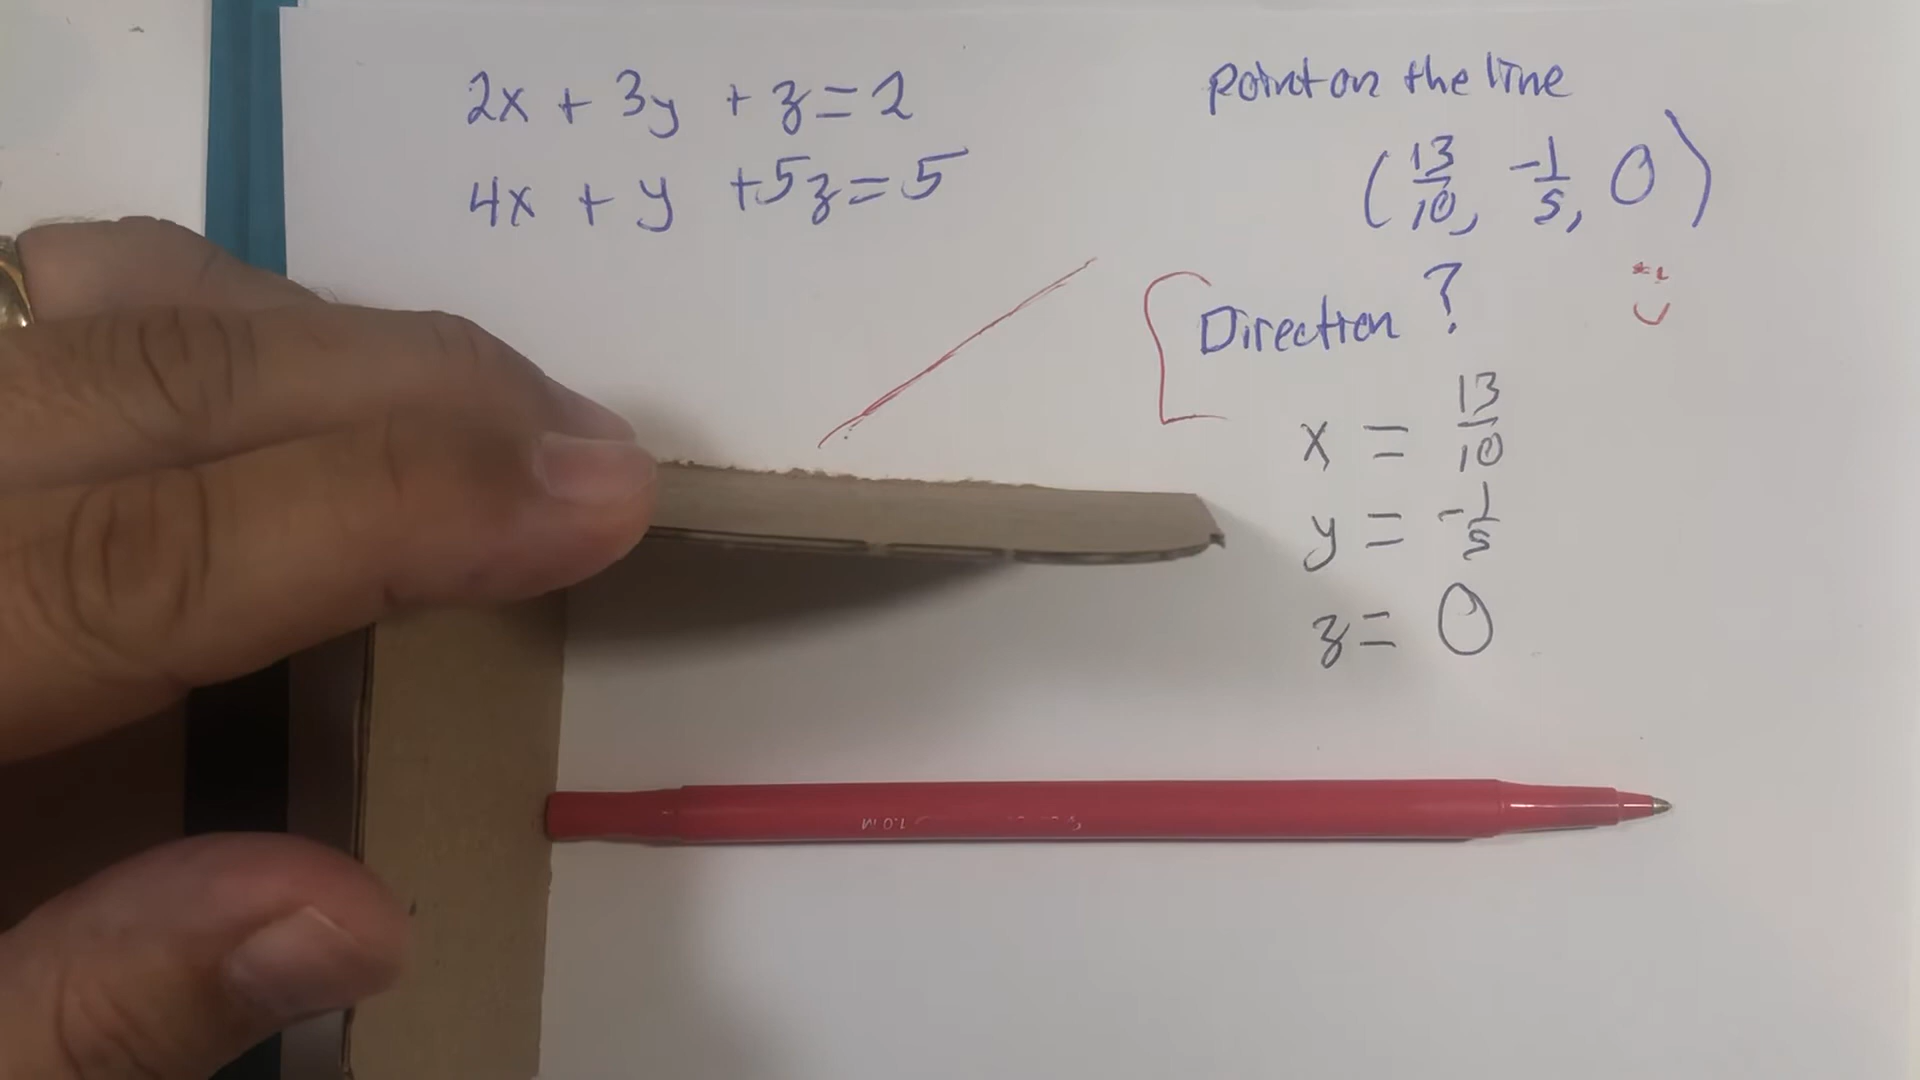 2x + 3y + z = 2
4x + y + 5z = 5
Point on the line
(13/10, -1/5, 0)
Direction ?
x = 13/10
y = -1/5
z = 0